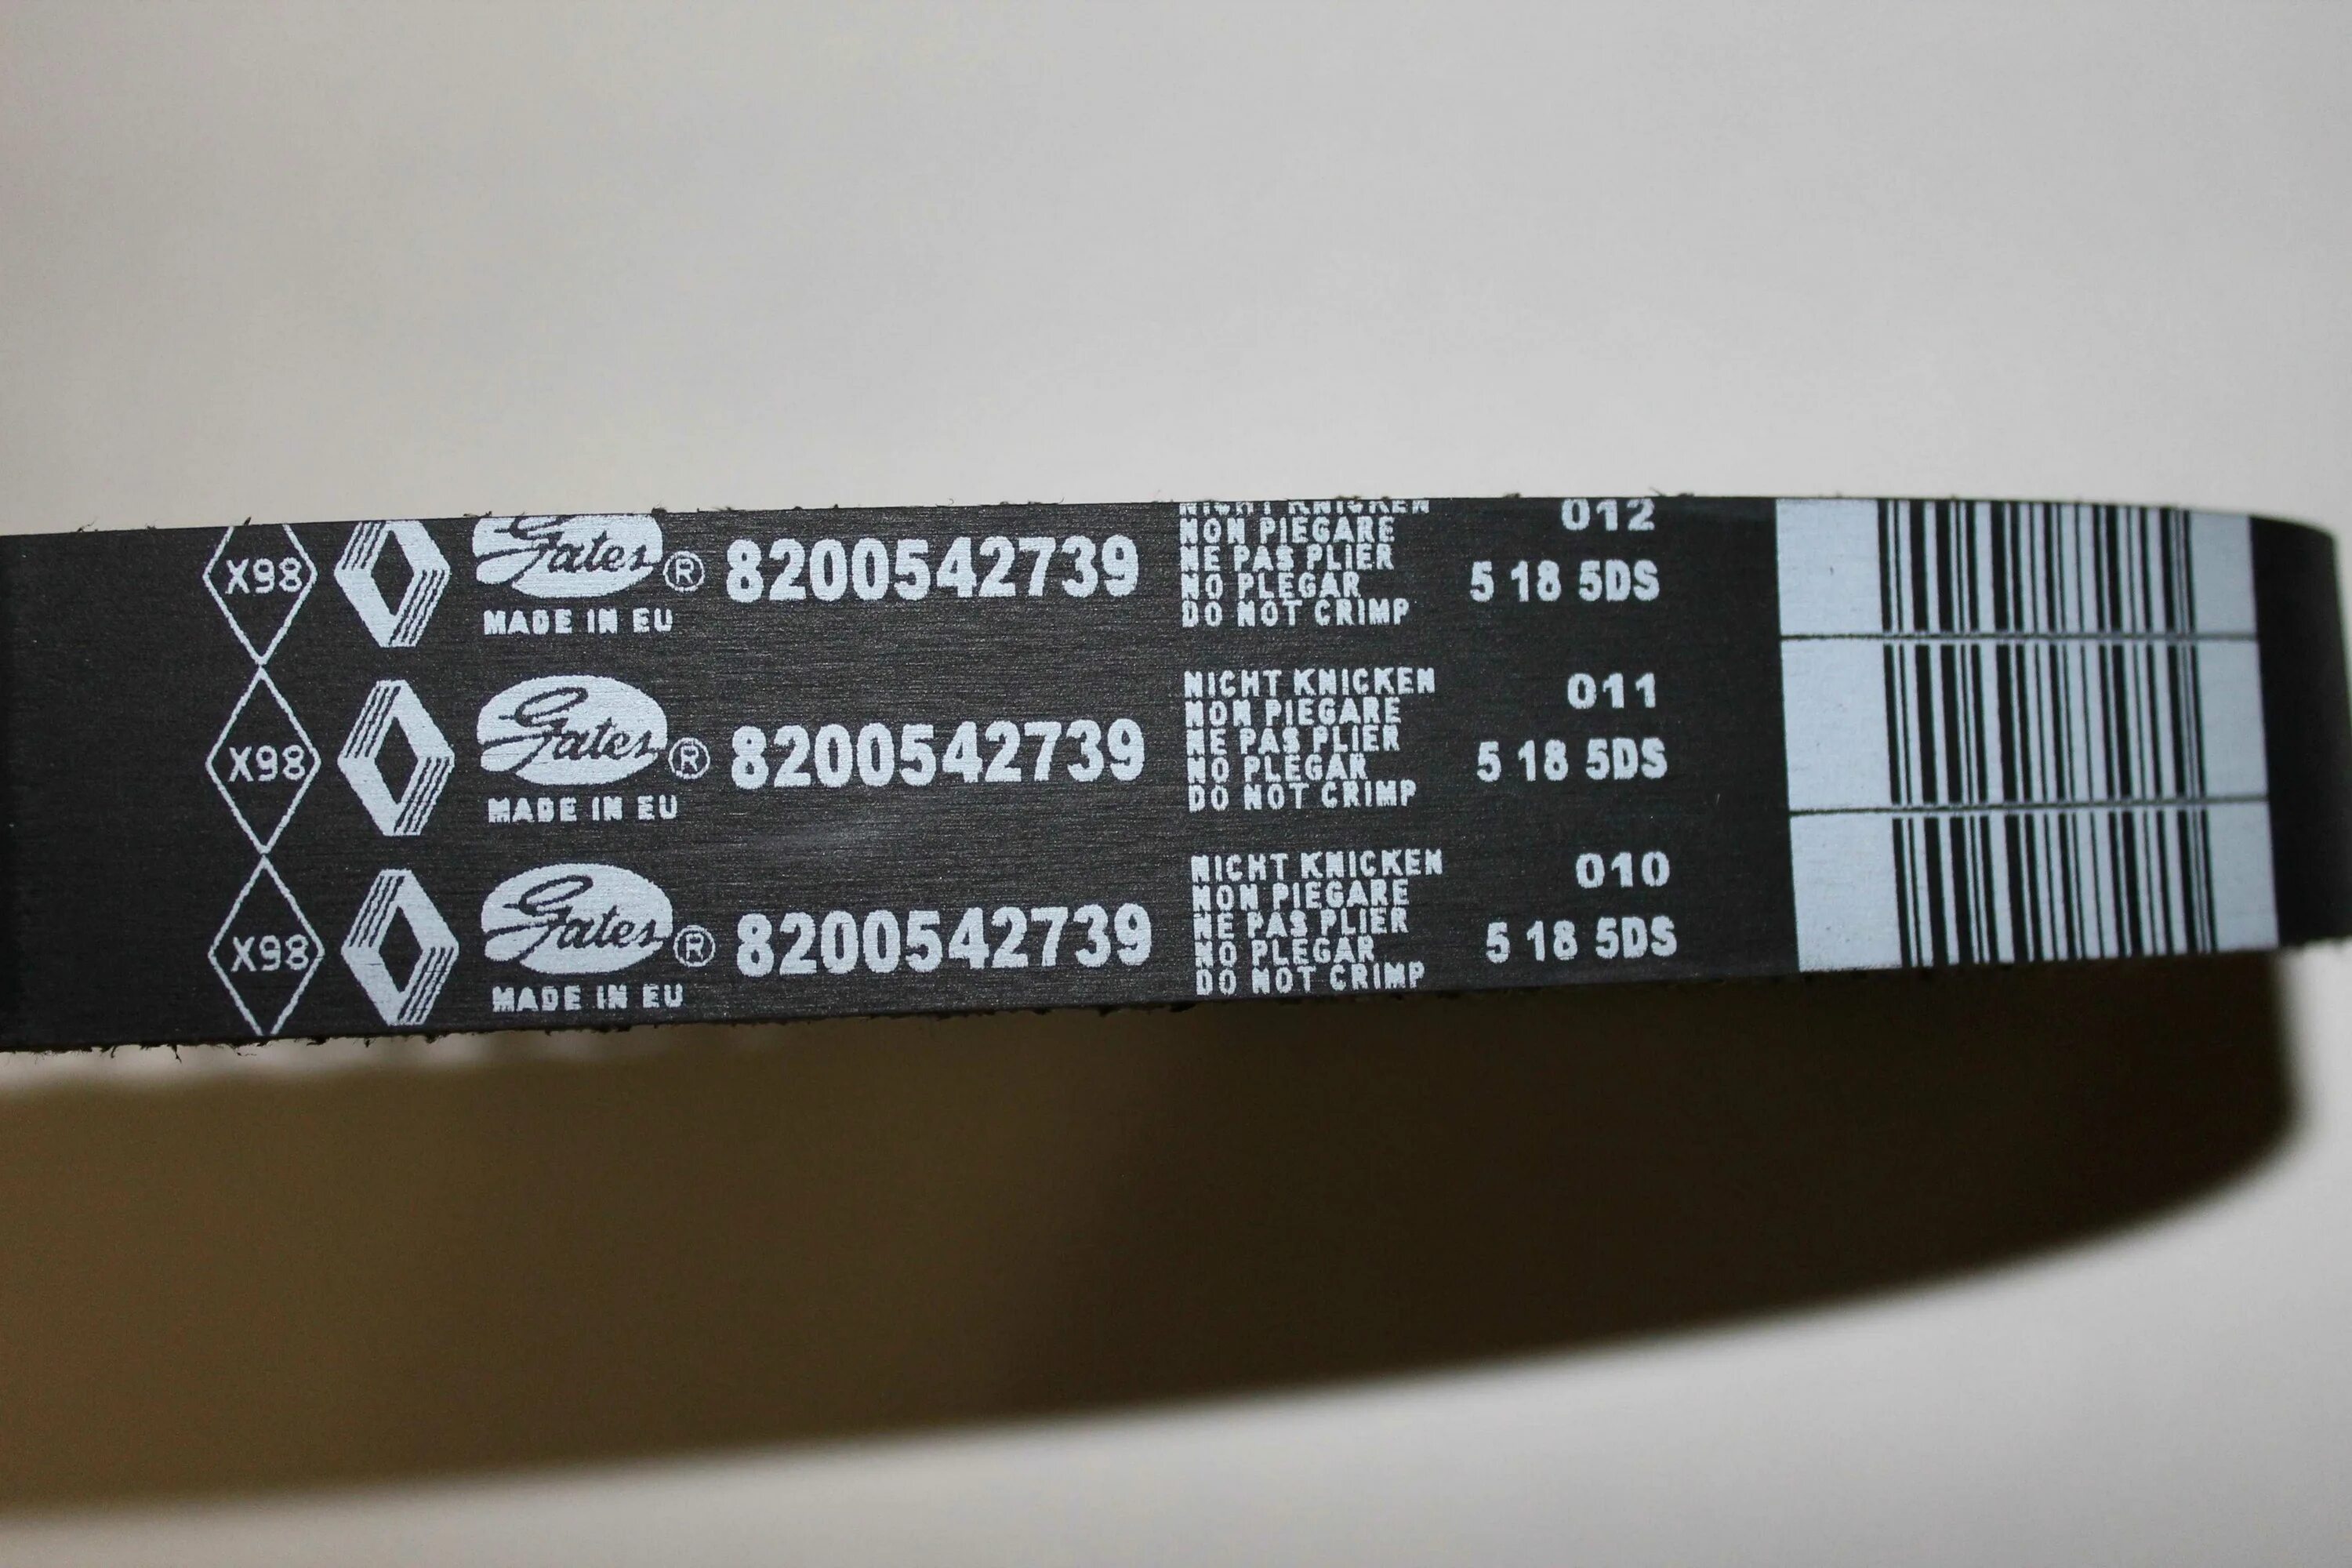 X98 Gates ® 8200542739
MADE IN EU
NICHT KNICKEN
NON PIEGARE
NE PAS PLIER
NO PLEGAR
DO NOT CRIMP
012
5 18 5DS
X98 Gates ® 8200542739
MADE IN EU
NICHT KNICKEN
NON PIEGARE
NE PAS PLIER
NO PLEGAR
DO NOT CRIMP
011
5 18 5DS
X98 Gates ® 8200542739
MADE IN EU
NICHT KNICKEN
NON PIEGARE
NE PAS PLIER
NO PLEGAR
DO NOT CRIMP
010
5 18 5DS